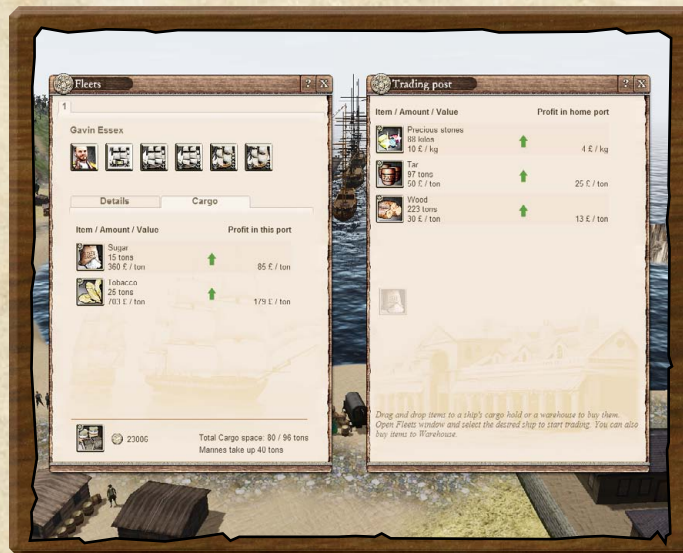 Fleets
? X
1
Gavin Essex
Details
Cargo
Item / Amount / Value Profit in this port
Sugar
15 tons
360 £ / ton 85 £ / ton
Tobacco
25 tons
703 £ / ton 179 £ / ton
23006 Total Cargo space: 80 / 96 tons
Marines take up 40 tons
Trading post
? X
Item / Amount / Value Profit in home port
Precious stones
88 kilos
10 £ / kg 4 £ / kg
Tar
97 tons
50 £ / ton 25 £ / ton
Wood
223 tons
30 £ / ton 13 £ / ton
Drag and drop items to a ship's cargo hold or a warehouse to buy them.
Open Fleets window and select the desired ship to start trading. You can also
buy items to Warehouse.